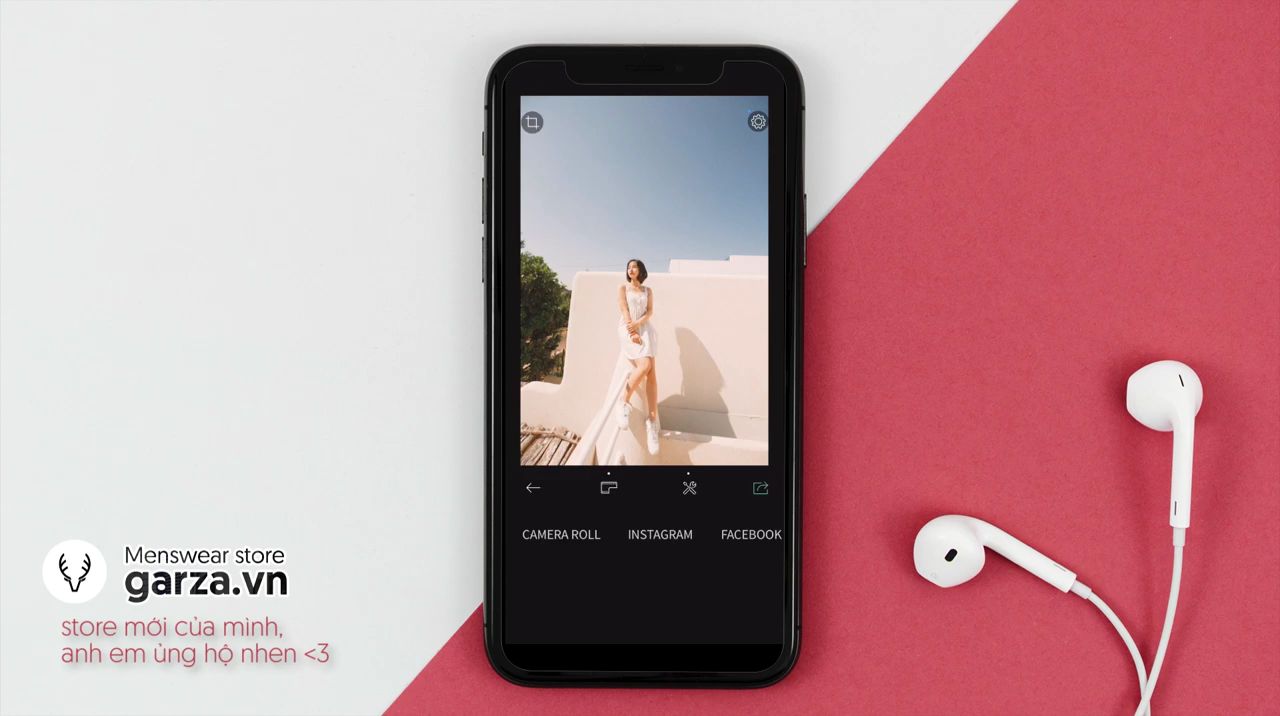 CAMERA ROLL INSTAGRAM FACEBOOK
Menswear store
garza.vn
store mới của mình,
anh em ủng hộ nhen <3